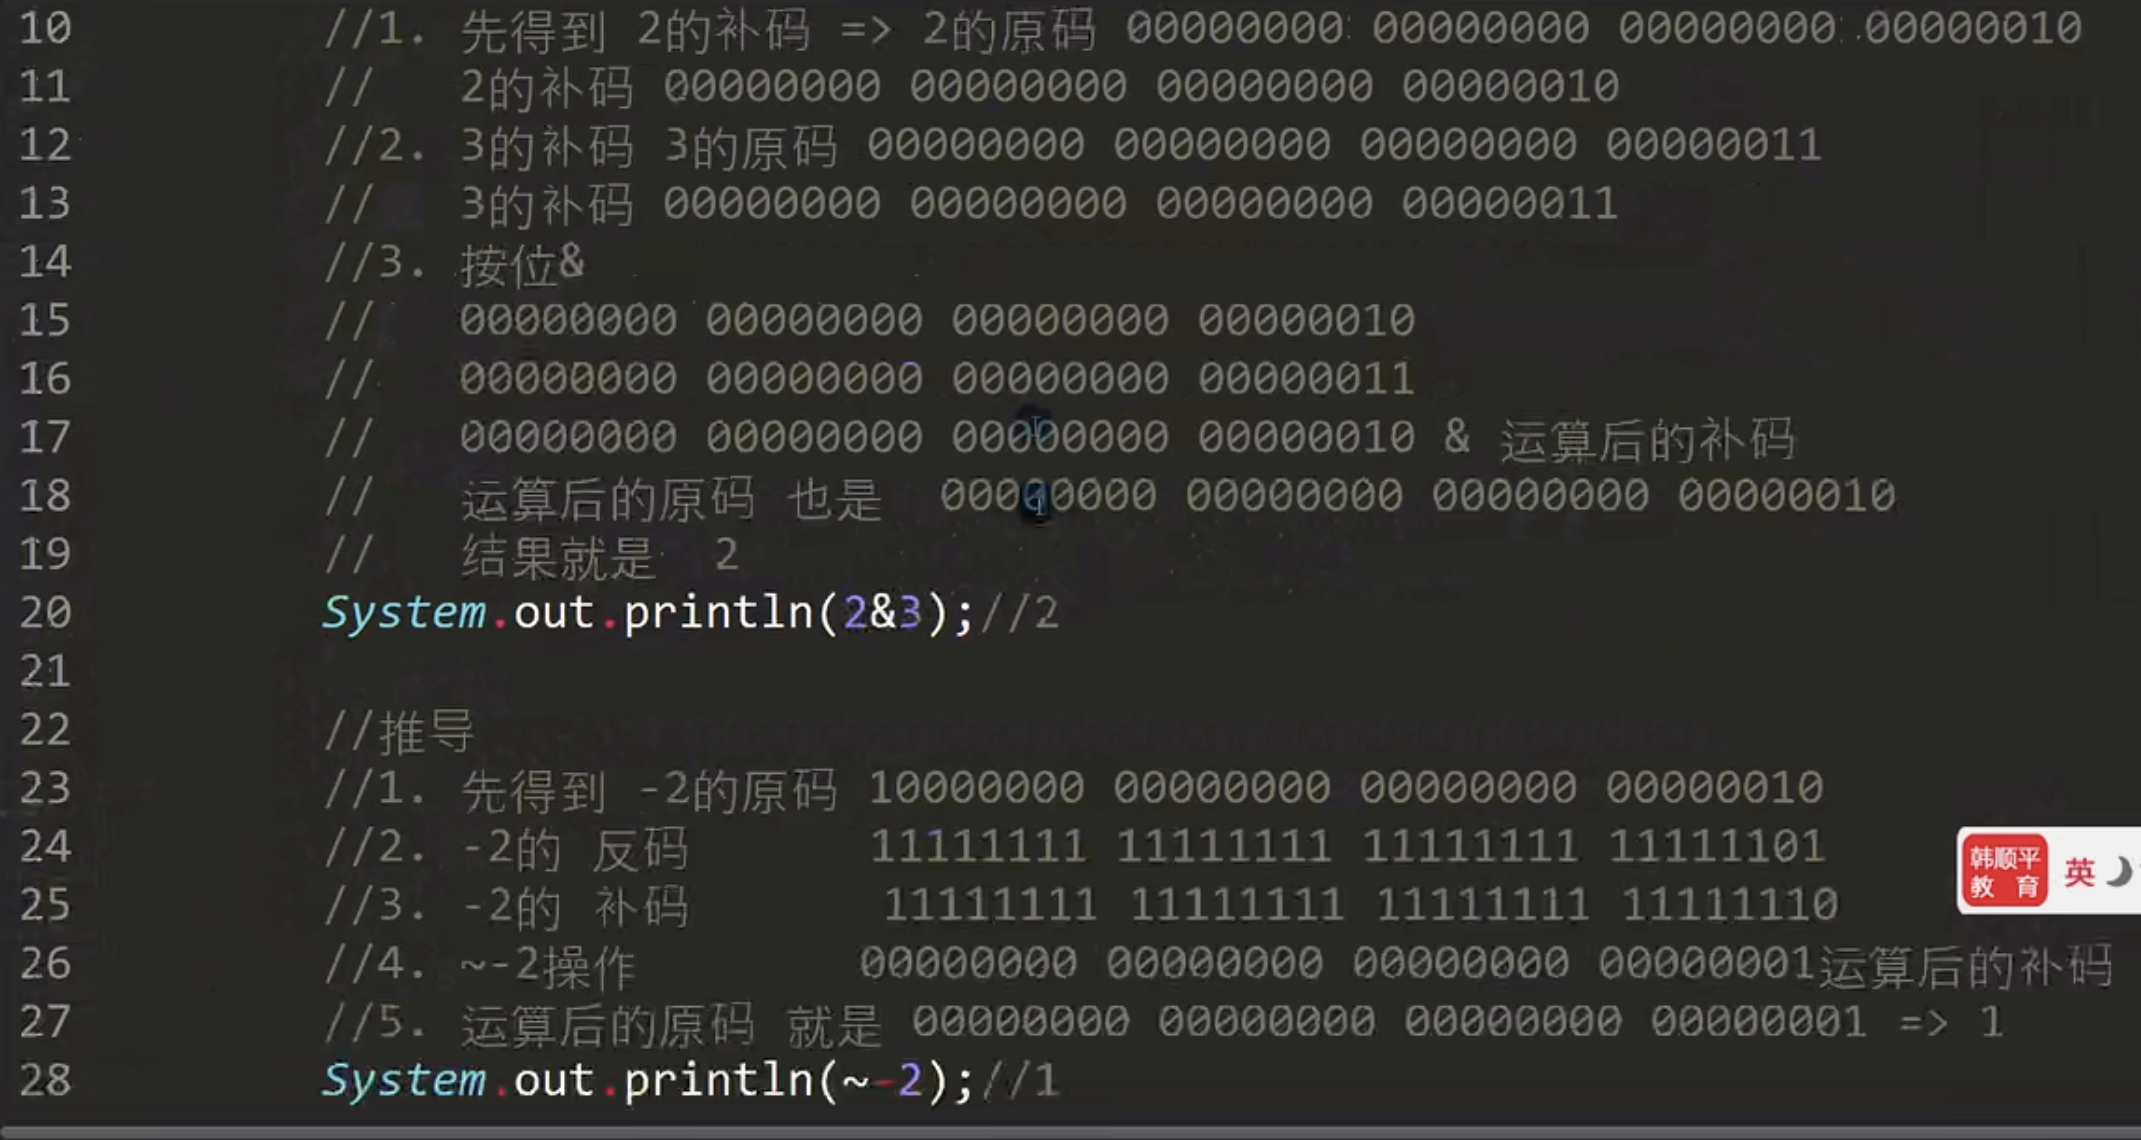 10 //1. 先得到 2的补码 => 2的原码 00000000 00000000 00000000 00000010
11 // 2的补码 00000000 00000000 00000000 00000010
12 //2. 3的补码 3的原码 00000000 00000000 00000000 00000011
13 // 3的补码 00000000 00000000 00000000 00000011
14 //3. 按位&
15 // 00000000 00000000 00000000 00000010
16 // 00000000 00000000 00000000 00000011
17 // 00000000 00000000 00000000 00000010 & 运算后的补码
18 // 运算后的原码 也是 00000000 00000000 00000000 00000010
19 // 结果就是 2
20 System.out.println(2&3);//2
21
22 //推导
23 //1. 先得到 -2的原码 10000000 00000000 00000000 00000010
24 //2. -2的 反码 11111111 11111111 11111111 11111101
25 //3. -2的 补码 11111111 11111111 11111111 11111110
26 //4. ~-2操作 00000000 00000000 00000000 00000001运算后的补码
27 //5. 运算后的原码 就是 00000000 00000000 00000000 00000001 => 1
28 System.out.println(~-2);//1
韩顺平
教育
英